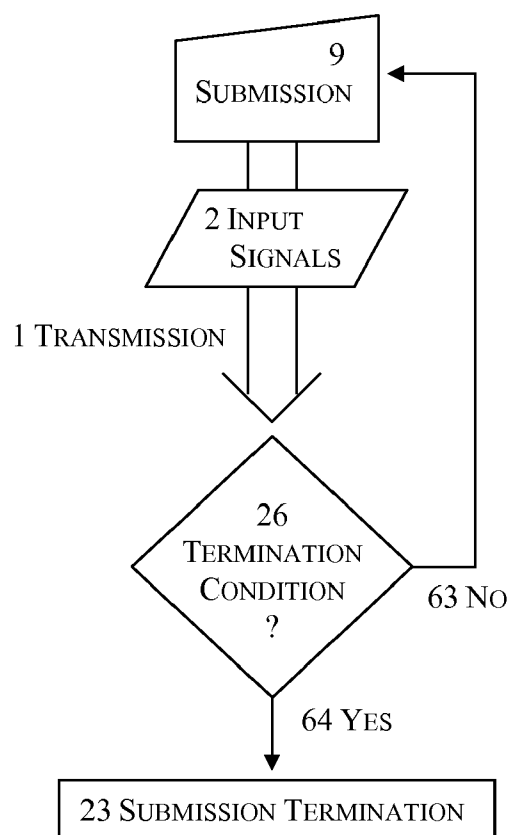 9
SUBMISSION
2 INPUT
SIGNALS
1 TRANSMISSION
26
TERMINATION
CONDITION
?
63 NO
64 YES
23 SUBMISSION TERMINATION